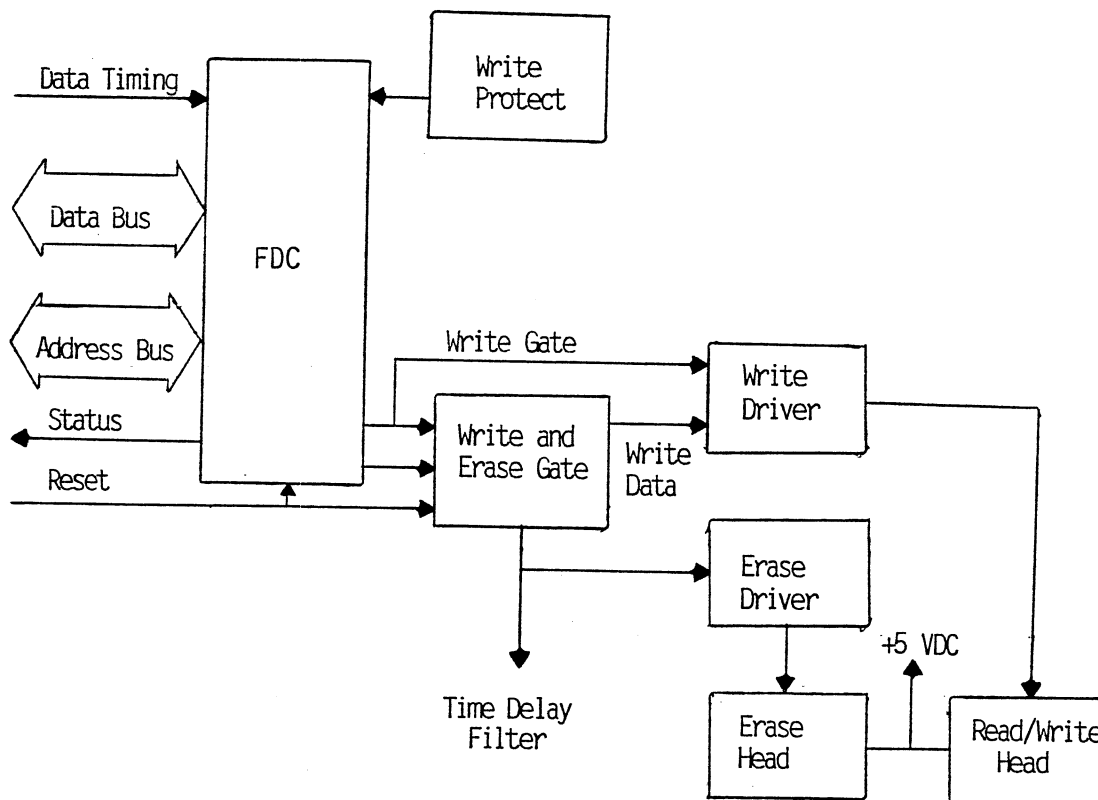 Write
Protect
Data Timing
Data Bus
FDC
Address Bus
Write Gate
Write
Driver
Status
Write and
Erase Gate
Write
Data
Reset
Erase
Driver
+5 VDC
Time Delay
Filter
Erase
Head
Read/Write
Head